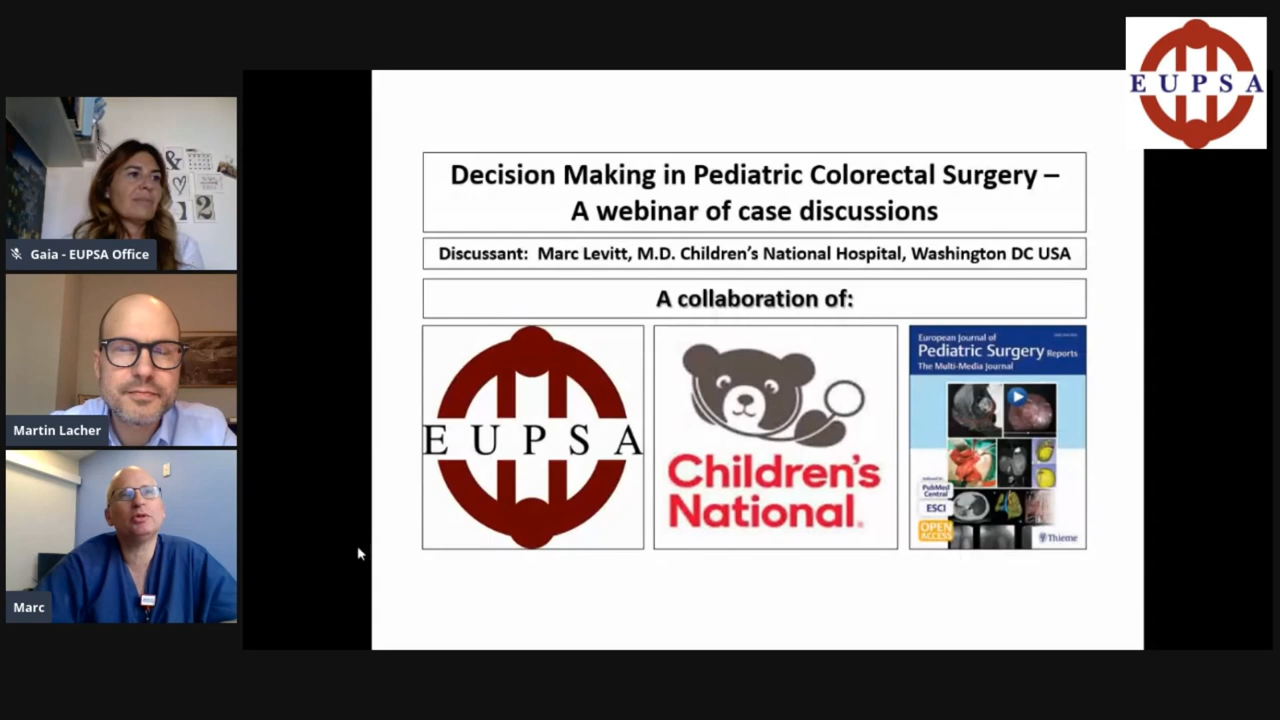 EUPSA
&
2
Gaia - EUPSA Office
Martin Lacher
Marc
Decision Making in Pediatric Colorectal Surgery –
A webinar of case discussions
Discussant: Marc Levitt, M.D. Children's National Hospital, Washington DC USA
A collaboration of:
EUPSA
Children's
National
European Journal of
Pediatric Surgery Reports
The Multi-Media Journal
PubMed
Central
ESCI
OPEN
ACCESS
Thieme